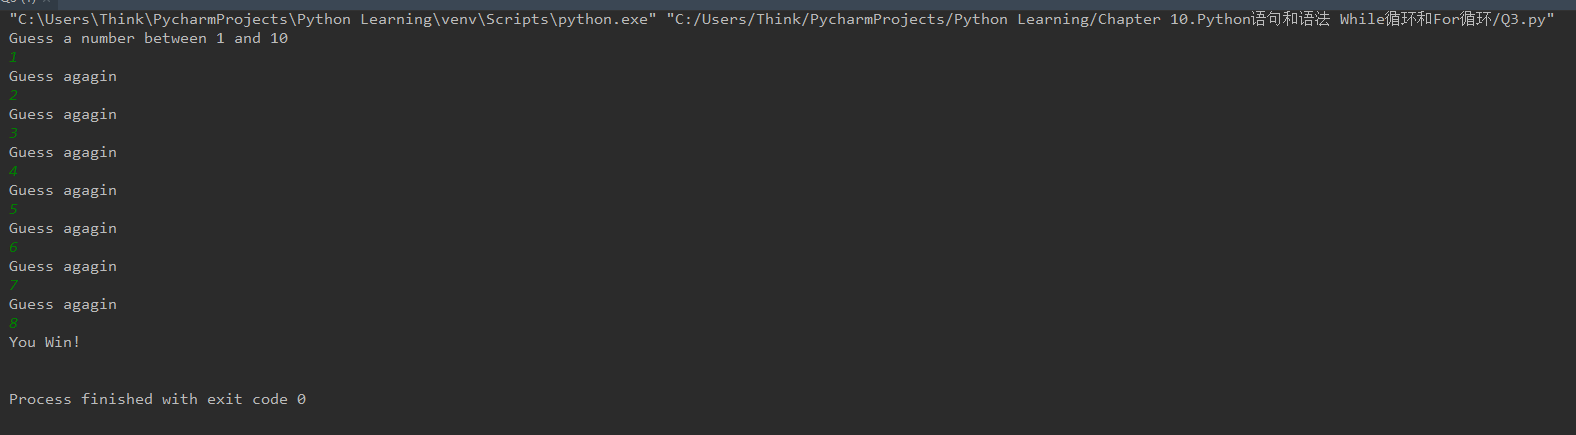 "C:\Users\Think\PycharmProjects\Python Learning\venv\Scripts\python.exe" "C:/Users/Think/PycharmProjects/Python Learning/Chapter 10.Python语句和语法 While循环和For循环/Q3.py"
Guess a number between 1 and 10
1
Guess agagin
2
Guess agagin
3
Guess agagin
4
Guess agagin
5
Guess agagin
6
Guess agagin
7
Guess agagin
8
You Win!
Process finished with exit code 0